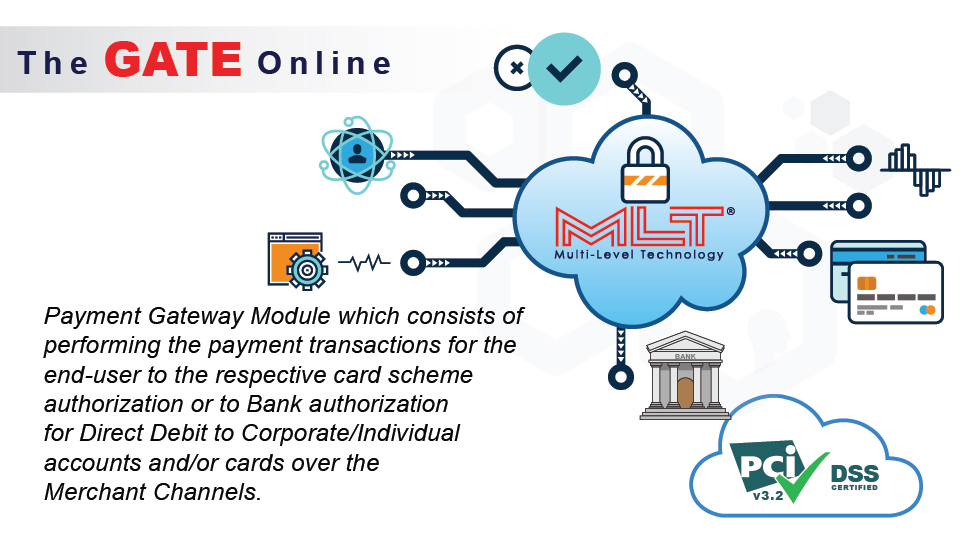 The GATE Online
MLT®
Multi-Level Technology
Payment Gateway Module which consists of
performing the payment transactions for the
end-user to the respective card scheme
authorization or to Bank authorization
for Direct Debit to Corporate/Individual
accounts and/or cards over the
Merchant Channels.
BANK
PCi DSS
CERTIFIED
v3.2